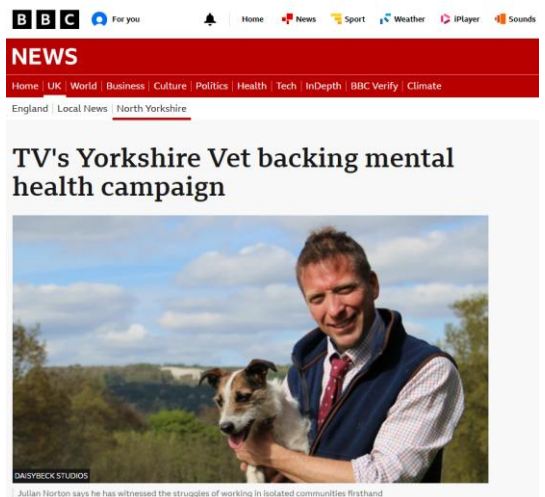 BBC For you Home News Sport Weather iPlayer Sounds
NEWS
Home UK World Business Culture Politics Health Tech InDepth BBC Verify Climate
England Local News North Yorkshire
TV's Yorkshire Vet backing mental
health campaign
DAISYBECK STUDIOS
Julian Norton says he has witnessed the struggles of working in isolated communities firsthand